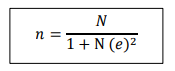 n = N / 1 + N (e)²